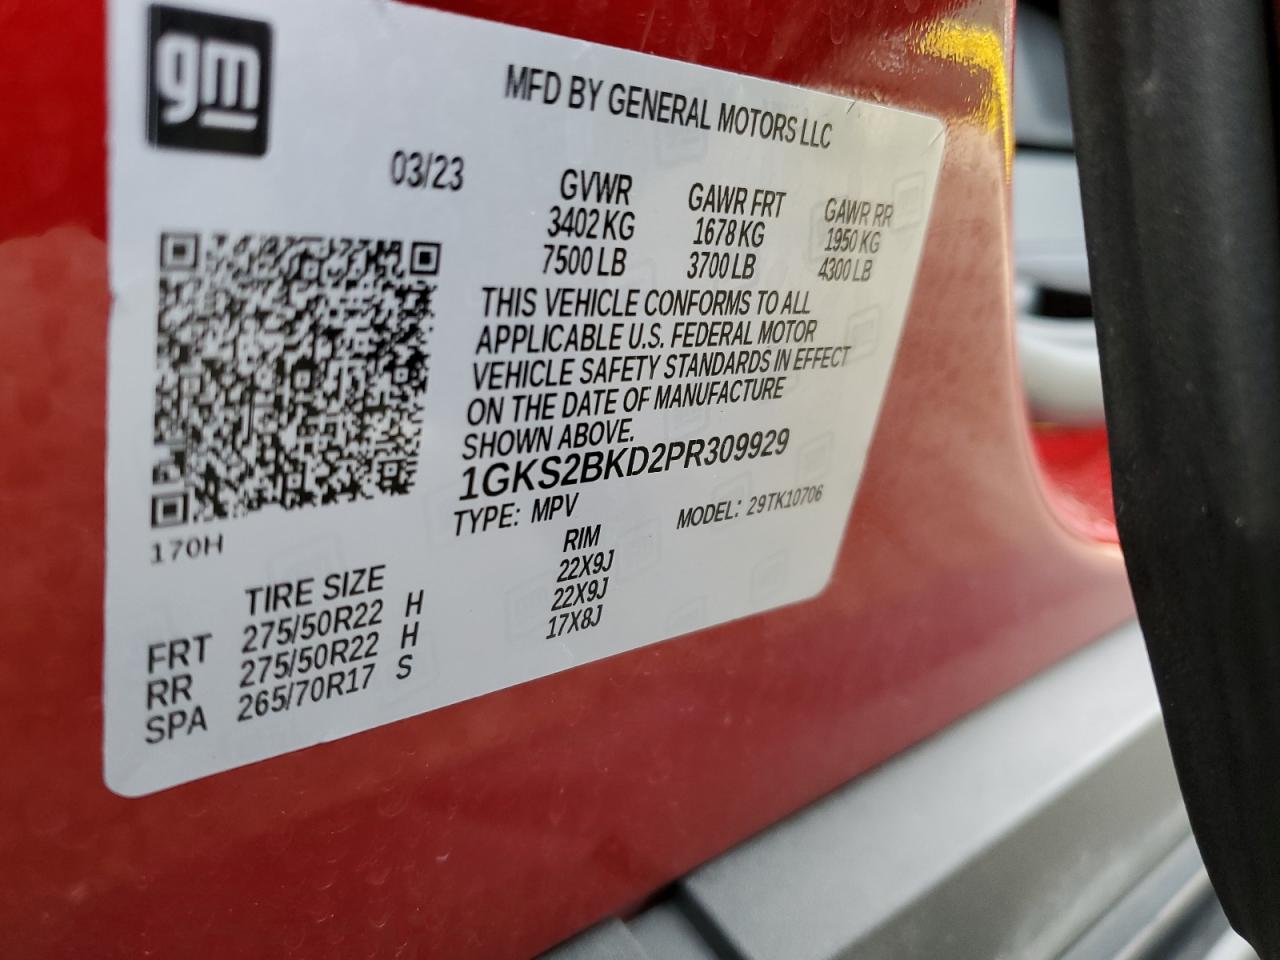 gm
MFD BY GENERAL MOTORS LLC
03/23
GVWR GAWR FRT GAWR RR
3402 KG 1678 KG 1950 KG
7500 LB 3700 LB 4300 LB
THIS VEHICLE CONFORMS TO ALL
APPLICABLE U.S. FEDERAL MOTOR
VEHICLE SAFETY STANDARDS IN EFFECT
ON THE DATE OF MANUFACTURE
SHOWN ABOVE.
1GKS2BKD2PR309929
TYPE: MPV MODEL: 29TK10706
170H
TIRE SIZE RIM
FRT 275/50R22 H 22X9J
RR 275/50R22 H 22X9J
SPA 265/70R17 S 17X8J